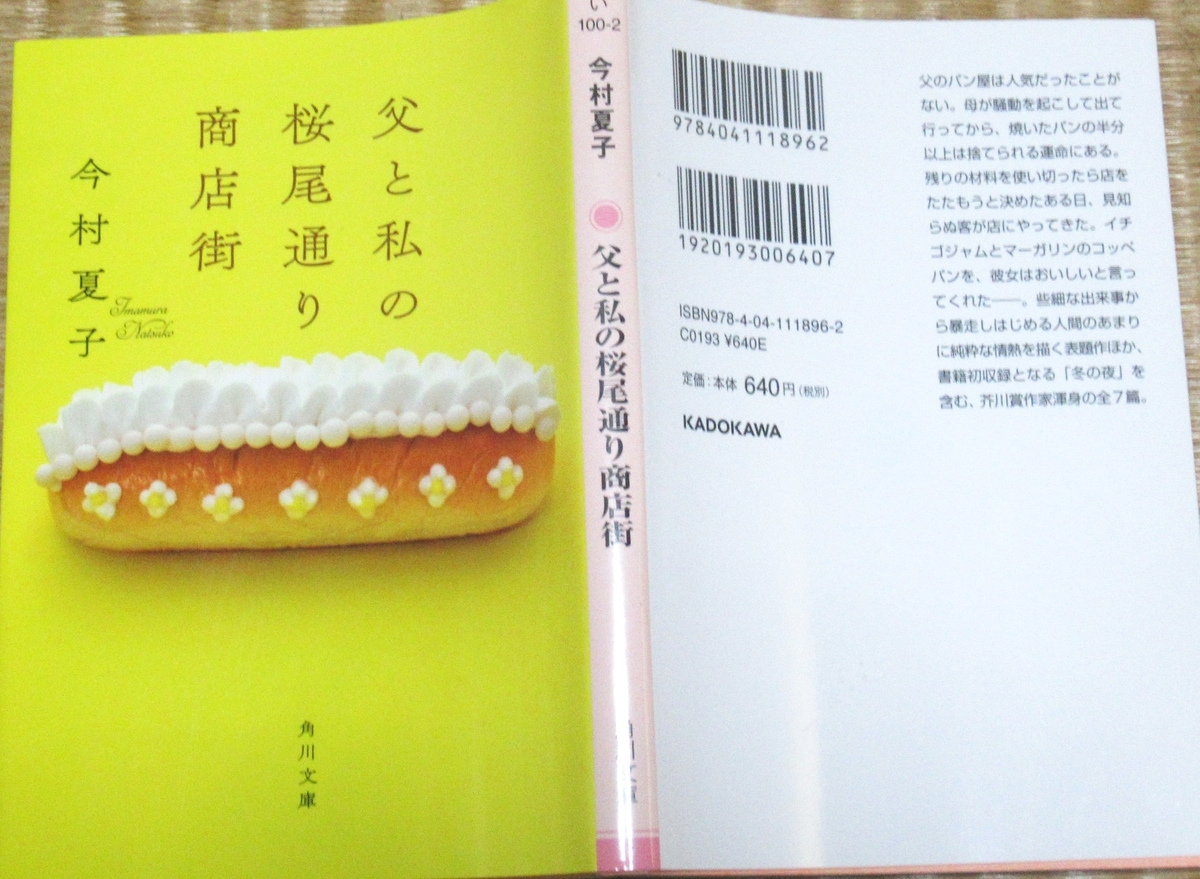 父と私の
桜尾通り
商店街
今村夏子
Imamura
Natsuko
角川文庫
い
100-2
今村夏子
父と私の桜尾通り商店街
角川文庫
9784041118962
1920193006407
ISBN978-4-04-111896-2
C0193 ¥640E
定価:本体 640円(税別)
KADOKAWA
父のパン屋は人気だったことが
ない。母が騒動を起こして出て
行ってから、焼いたパンの半分
以上は捨てられる運命にある。
残りの材料を使い切ったら店を
たたもうと決めたある日、見知
らぬ客が店にやってきた。イチ
ゴジャムとマーガリンのコッペ
パンを、彼女はおいしいと言っ
てくれた――。些細な出来事か
ら暴走しはじめる人間のあまり
に純粋な情熱を描く表題作ほか、
書籍初収録となる「冬の夜」を
含む、芥川賞作家渾身の全7篇。